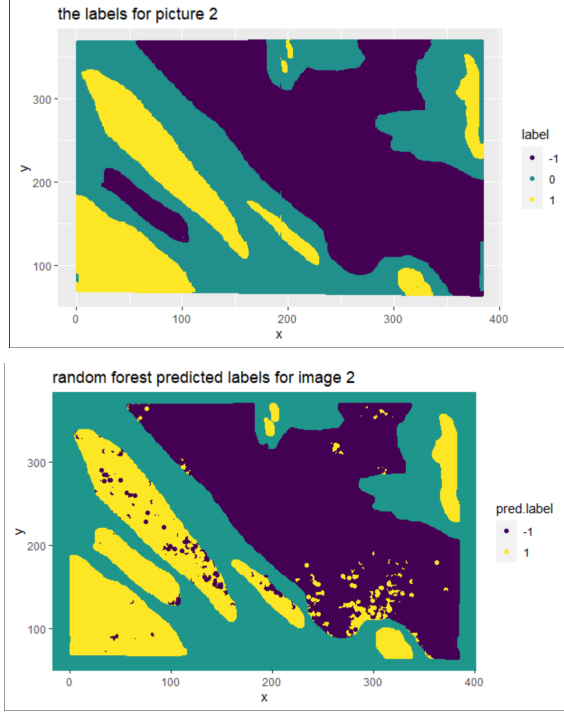 the labels for picture 2
300
200
100
y
0
100
200
300
400
x
label
-1
0
1
random forest predicted labels for image 2
300
200
100
y
0
100
200
300
400
x
pred.label
-1
1